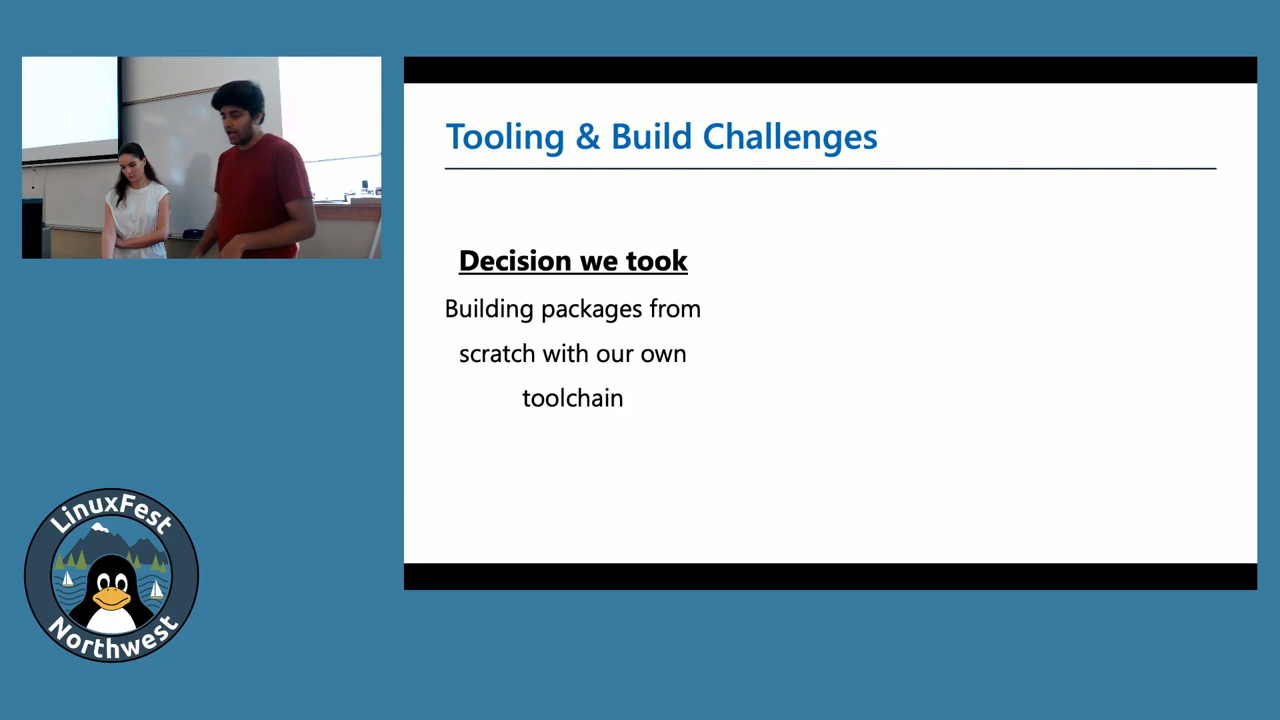 Tooling & Build Challenges
Decision we took
Building packages from
scratch with our own
toolchain
LinuxFest
Northwest